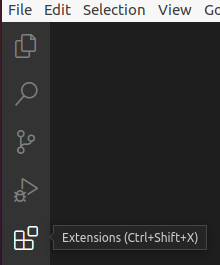 File Edit Selection View Go
Extensions (Ctrl+Shift+X)